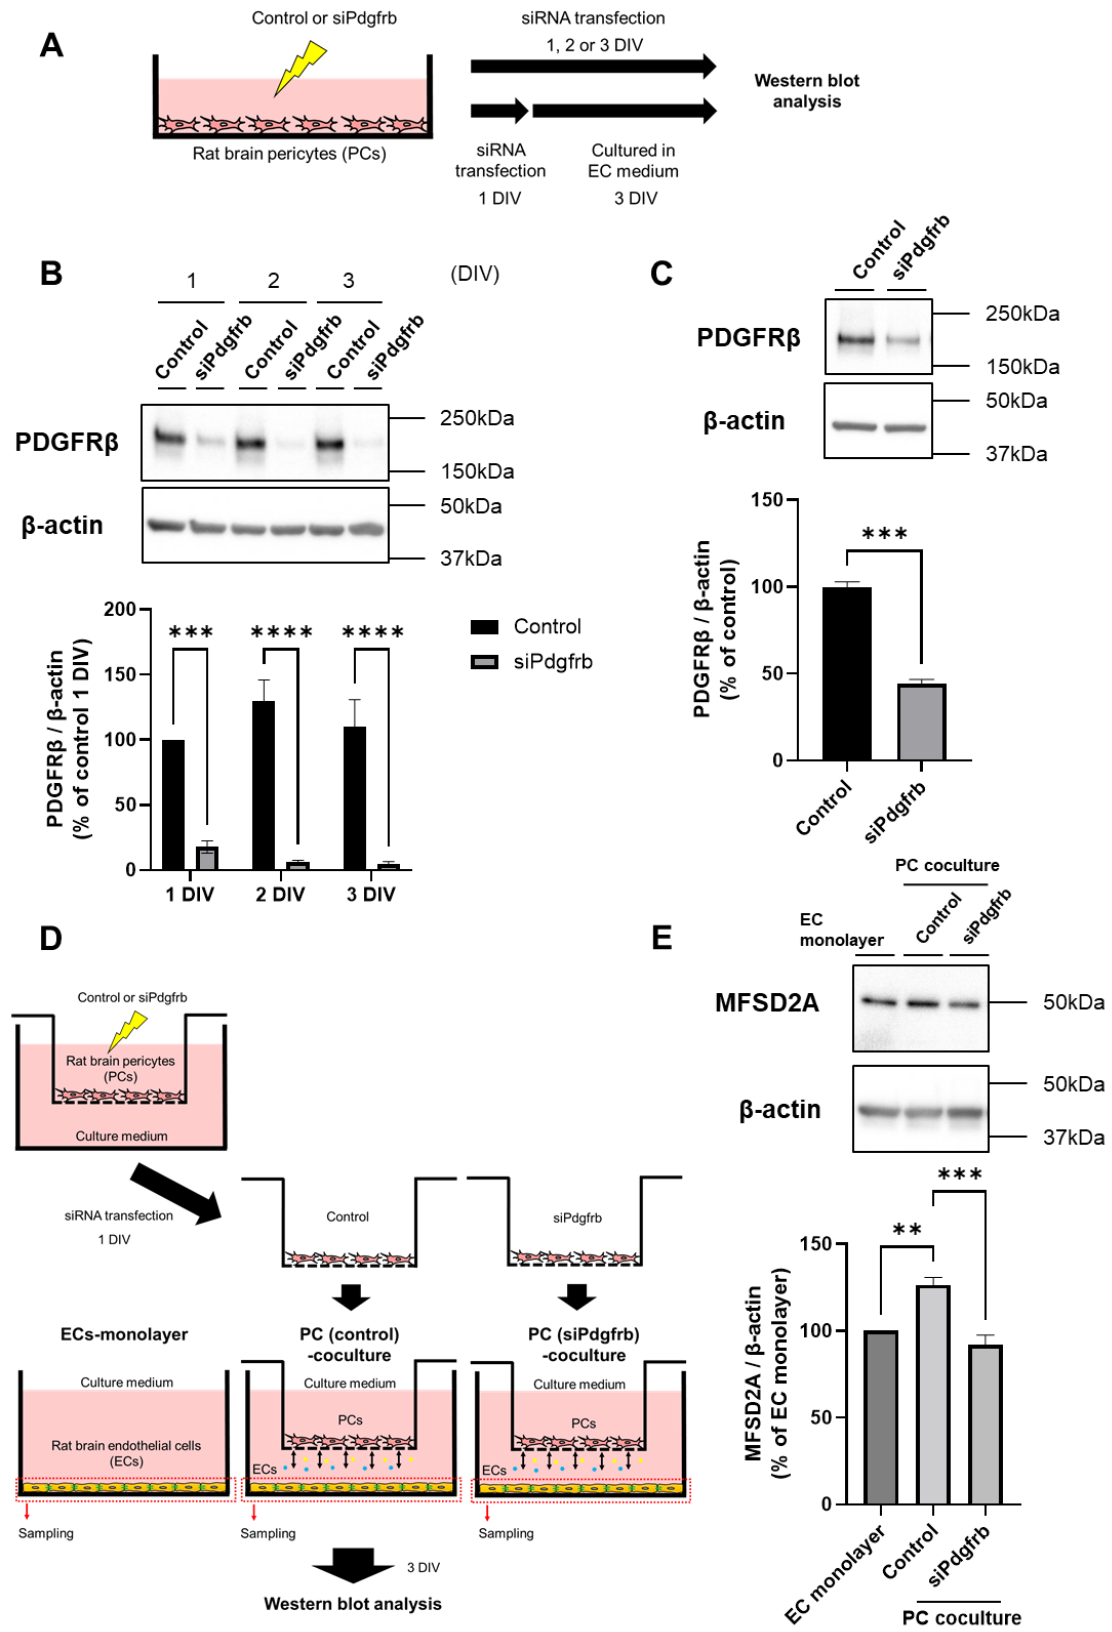 A
Control or siPdgfrb
Rat brain pericytes (PCs)
siRNA transfection
1, 2 or 3 DIV
siRNA
transfection
1 DIV
Cultured in
EC medium
3 DIV
Western blot
analysis
B
1 2 3 (DIV)
Control siPdgfrb Control siPdgfrb Control siPdgfrb
PDGFRβ
250kDa
150kDa
β-actin
50kDa
37kDa
PDGFRβ / β-actin
(% of control 1 DIV)
200
150
100
50
0
*** **** ****
1 DIV 2 DIV 3 DIV
Control
siPdgfrb
C
Control siPdgfrb
PDGFRβ
250kDa
150kDa
β-actin
50kDa
37kDa
PDGFRβ / β-actin
(% of control)
150
100
50
0
***
Control siPdgfrb
D
Control or siPdgfrb
Rat brain pericytes
(PCs)
Culture medium
siRNA transfection
1 DIV
Control
siPdgfrb
ECs-monolayer
PC (control)
-coculture
PC (siPdgfrb)
-coculture
Culture medium
Rat brain endothelial cells
(ECs)
Culture medium
PCs
ECs
Culture medium
PCs
ECs
Sampling
Sampling
Sampling
3 DIV
Western blot analysis
E
PC coculture
EC
monolayer
Control siPdgfrb
MFSD2A
50kDa
β-actin
50kDa
37kDa
MFSD2A / β-actin
(% of EC monolayer)
150
100
50
0
**
***
EC monolayer Control siPdgfrb
PC coculture